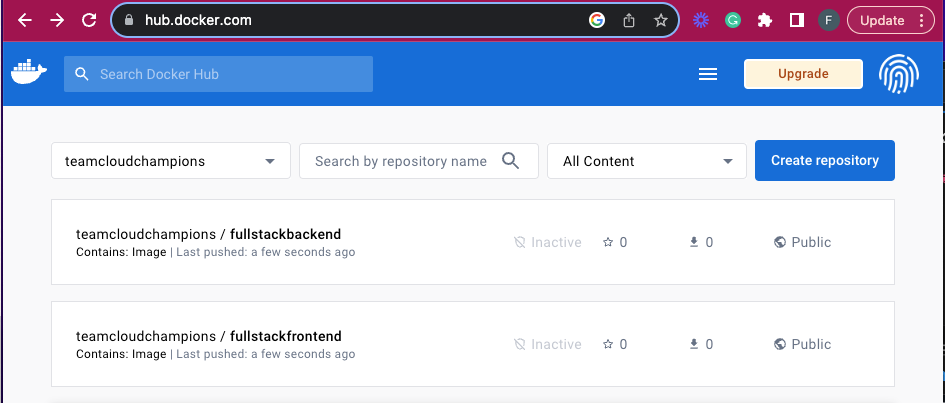 hub.docker.com
F
Update
Search Docker Hub
Upgrade
teamcloudchampions
Search by repository name
All Content
Create repository
teamcloudchampions / fullstackbackend
Contains: Image | Last pushed: a few seconds ago
Inactive
0
0
Public
teamcloudchampions / fullstackfrontend
Contains: Image | Last pushed: a few seconds ago
Inactive
0
0
Public